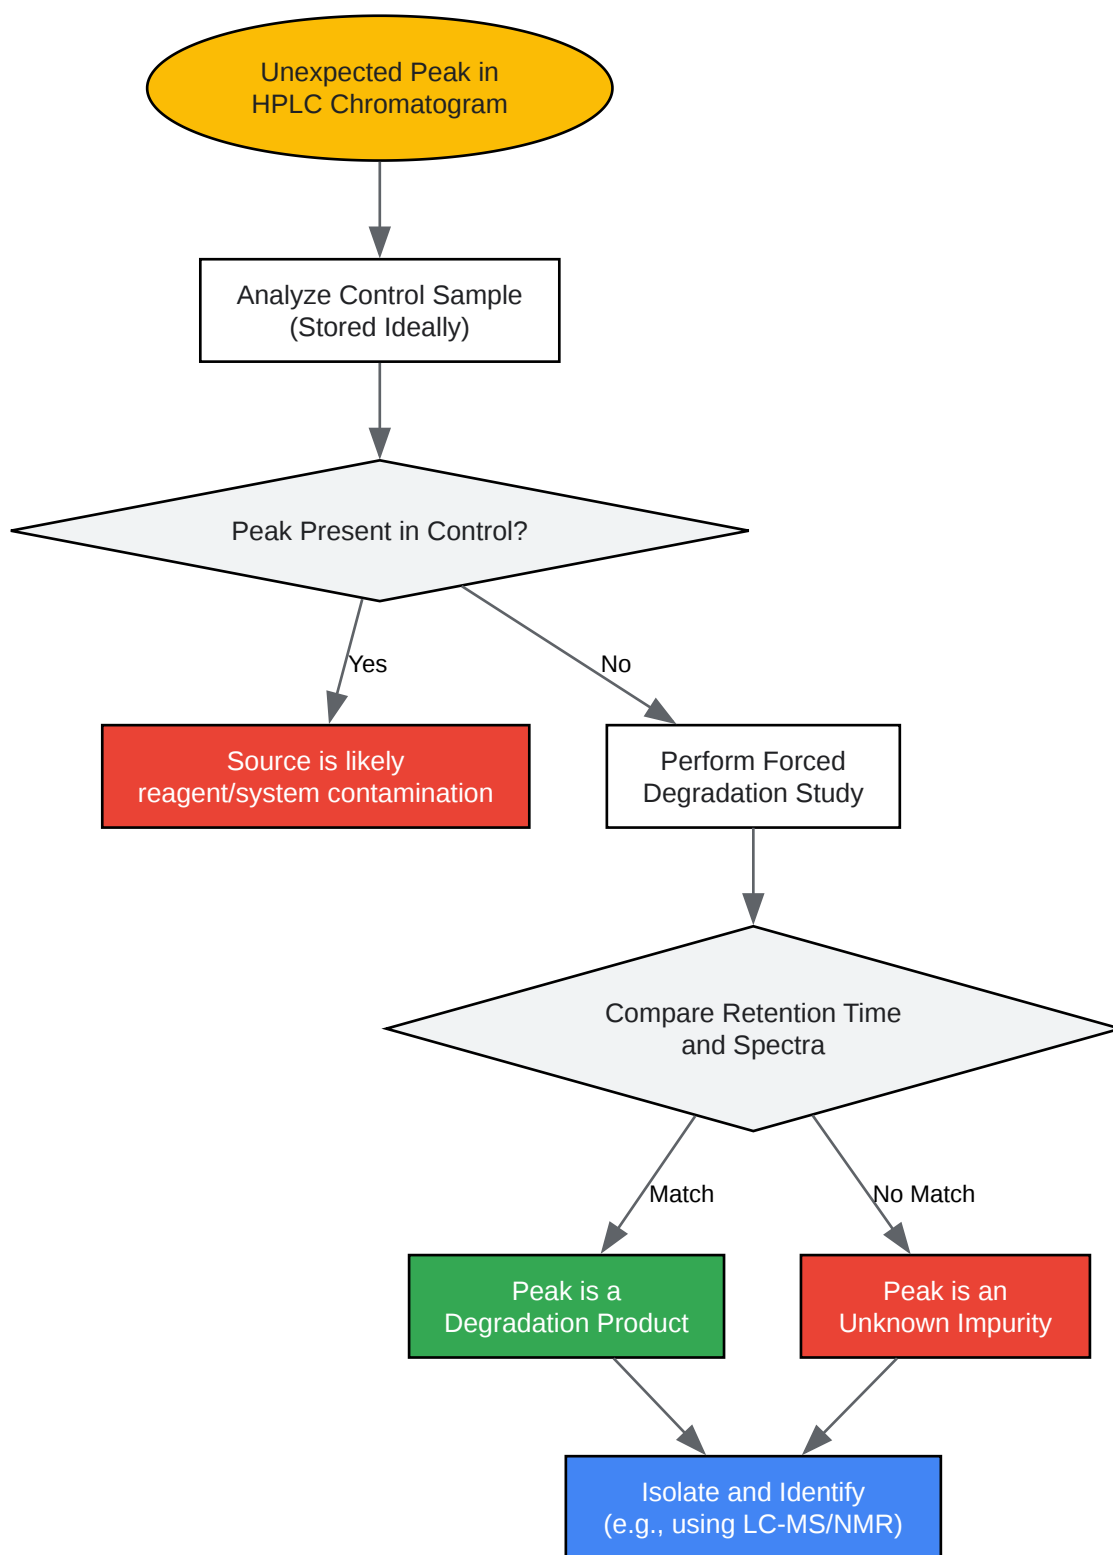 Unexpected Peak in
HPLC Chromatogram
Analyze Control Sample
(Stored Ideally)
Peak Present in Control?
Yes
No
Source is likely
reagent/system contamination
Perform Forced
Degradation Study
Compare Retention Time
and Spectra
Match
No Match
Peak is a
Degradation Product
Peak is an
Unknown Impurity
Isolate and Identify
(e.g., using LC-MS/NMR)